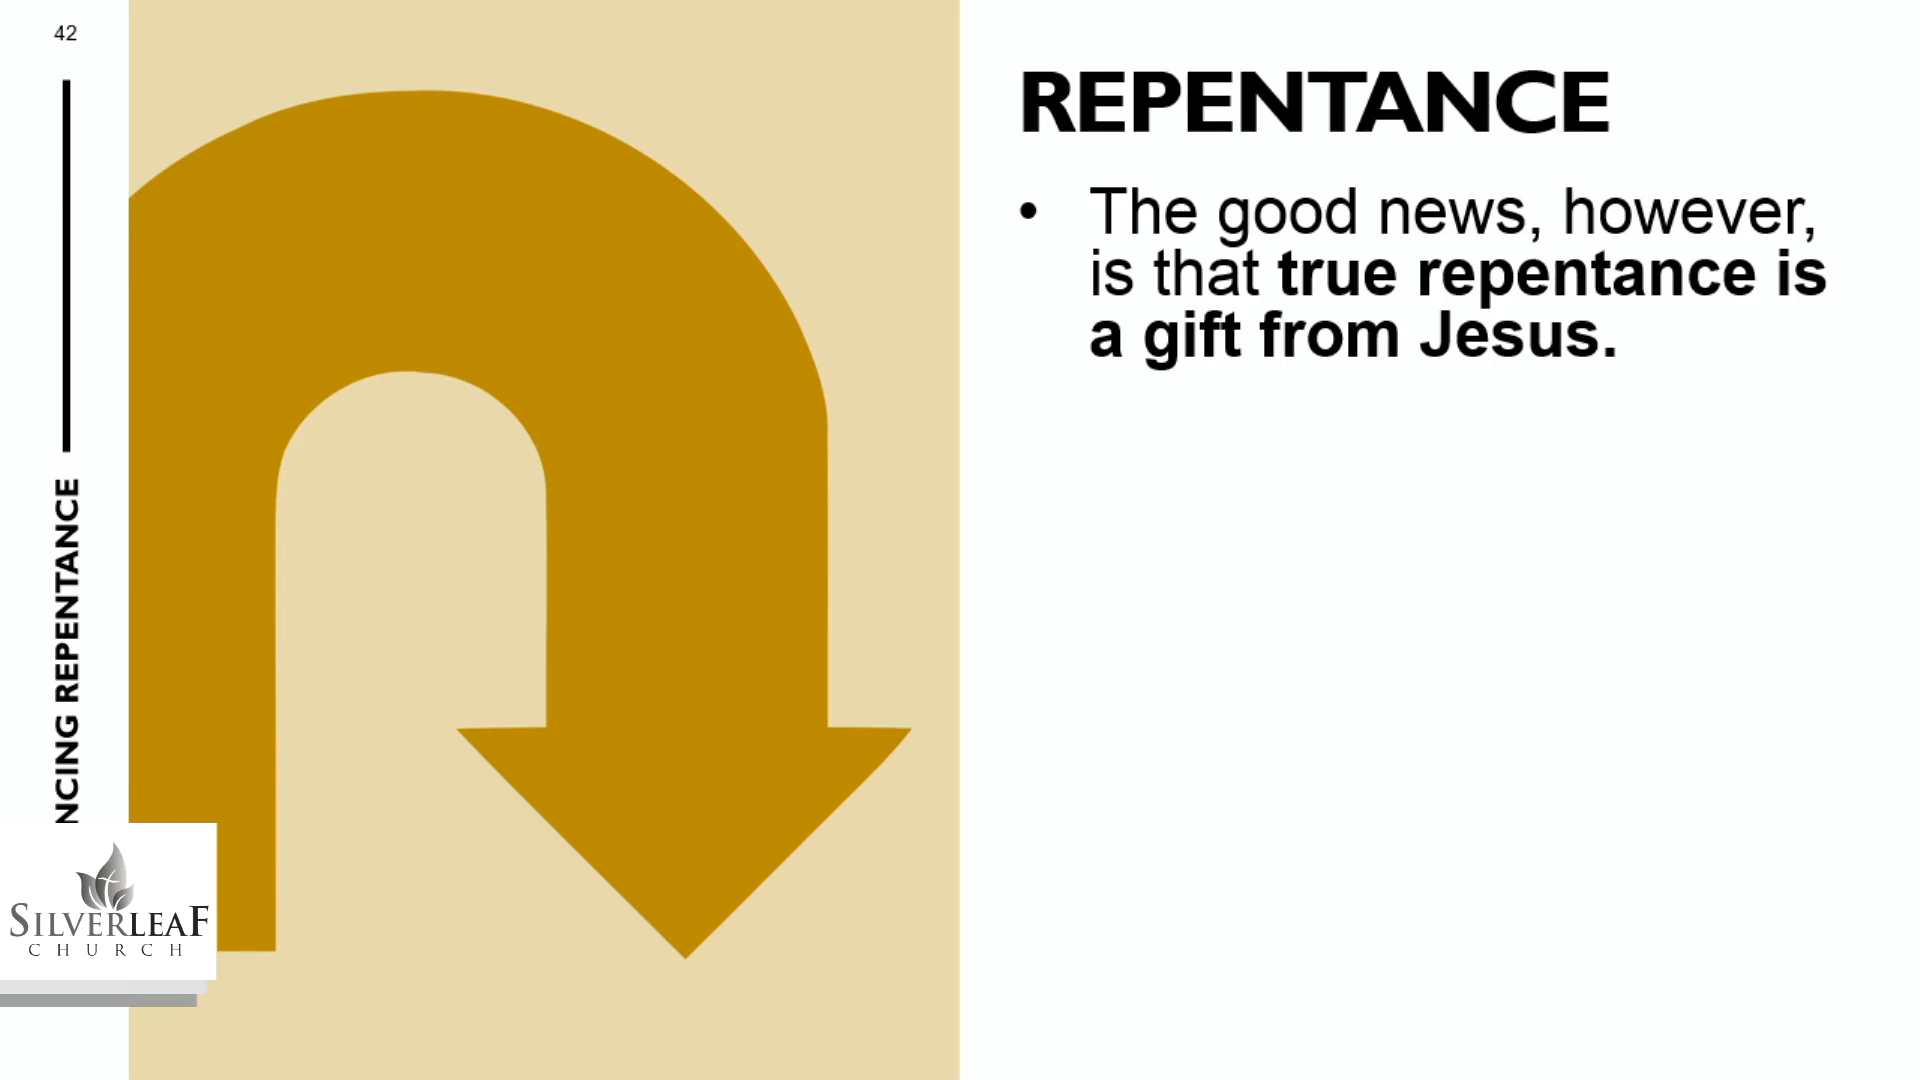 42
REPENTANCE
• The good news, however,
is that true repentance is
a gift from Jesus.
NCING REPENTANCE
SILVERLEAF
CHURCH